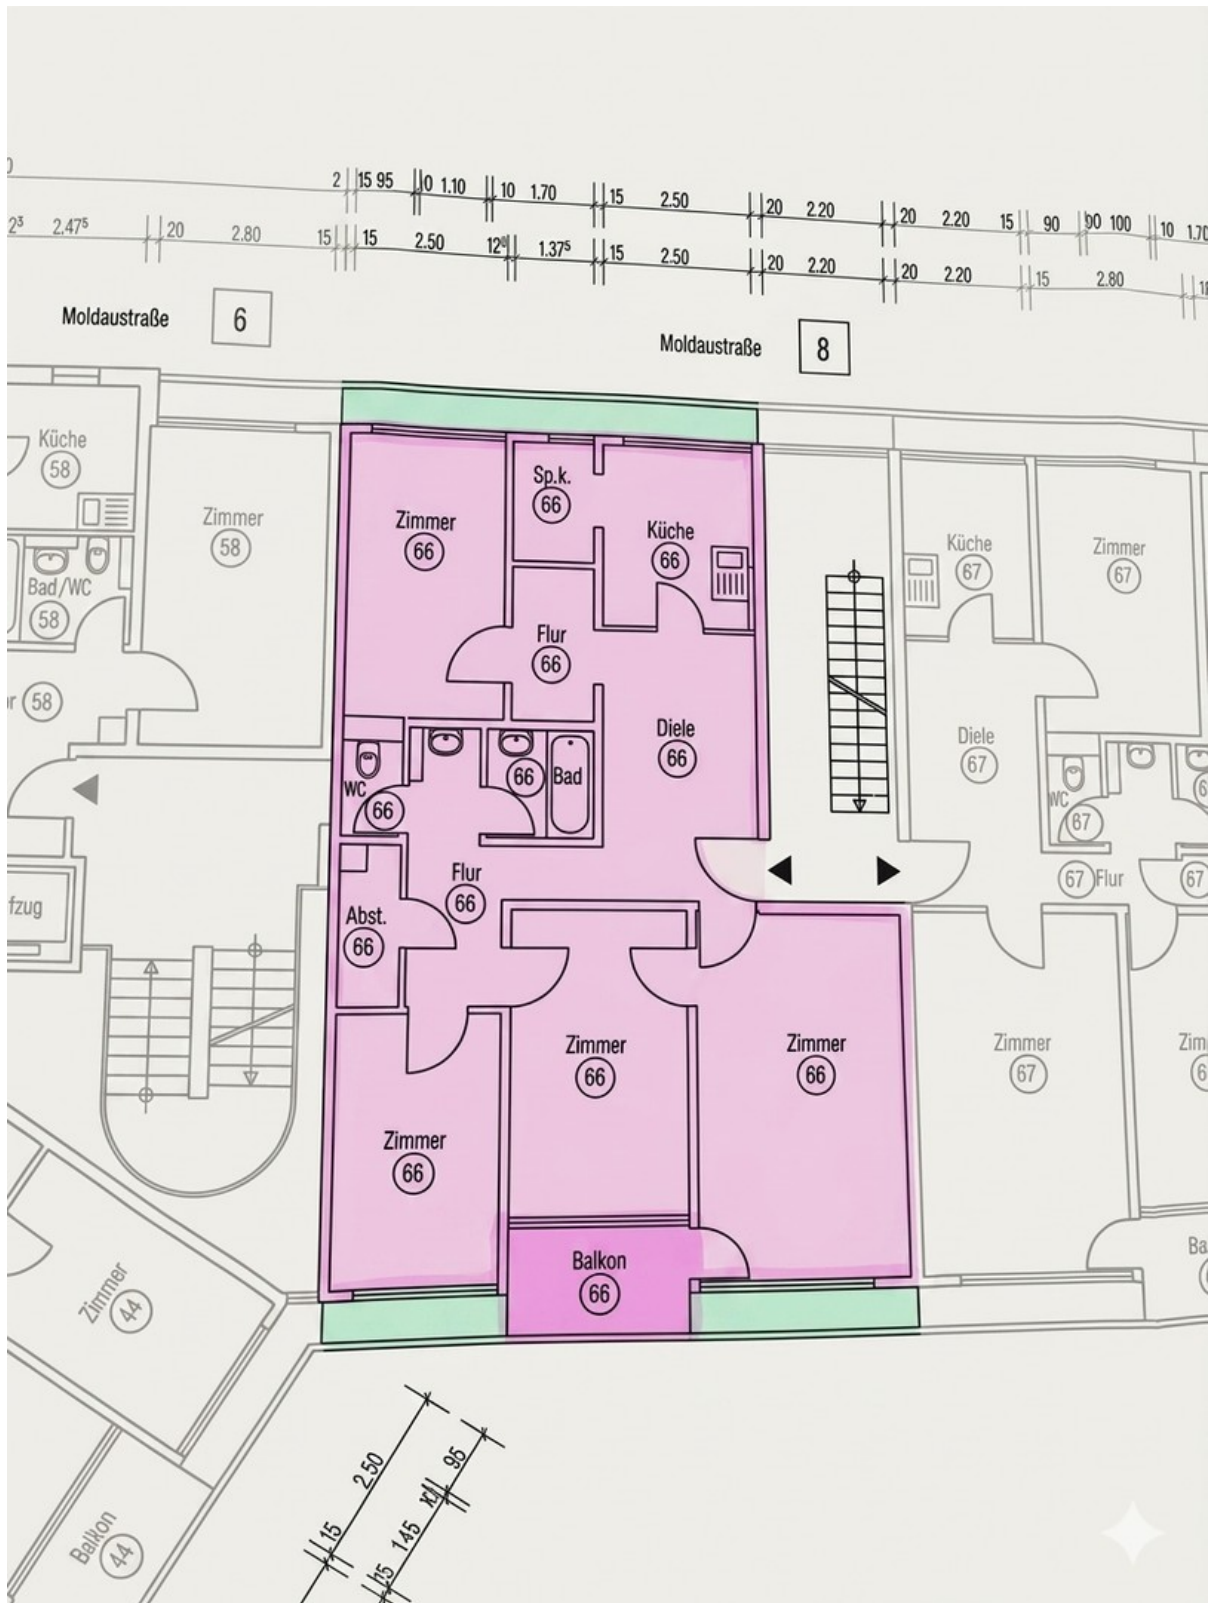 0
2 15 95 10 1.10 10 1.70 15 2.50 20 2.20 20 2.20 15 90 100 10 1.70
2.47⁵ 20 2.80 15 15 2.50 12⁰ 1.37⁵ 15 2.50 20 2.20 20 2.20 15 2.80
Moldaustraße 6
Moldaustraße 8
Küche
58
Zimmer
58
Bad/WC
58
58
Zimmer
66
Sp.k.
66
Küche
66
Flur
66
Diele
66
WC
66
66 Bad
Flur
66
Abst.
66
Zimmer
66
Zimmer
66
Zimmer
66
Balkon
66
Küche
67
Zimmer
67
Diele
67
WC
67
67 Flur
67
Zimmer
67
fzug
Zimmer
44
Balkon
44
2.50
95
15
1.45
15